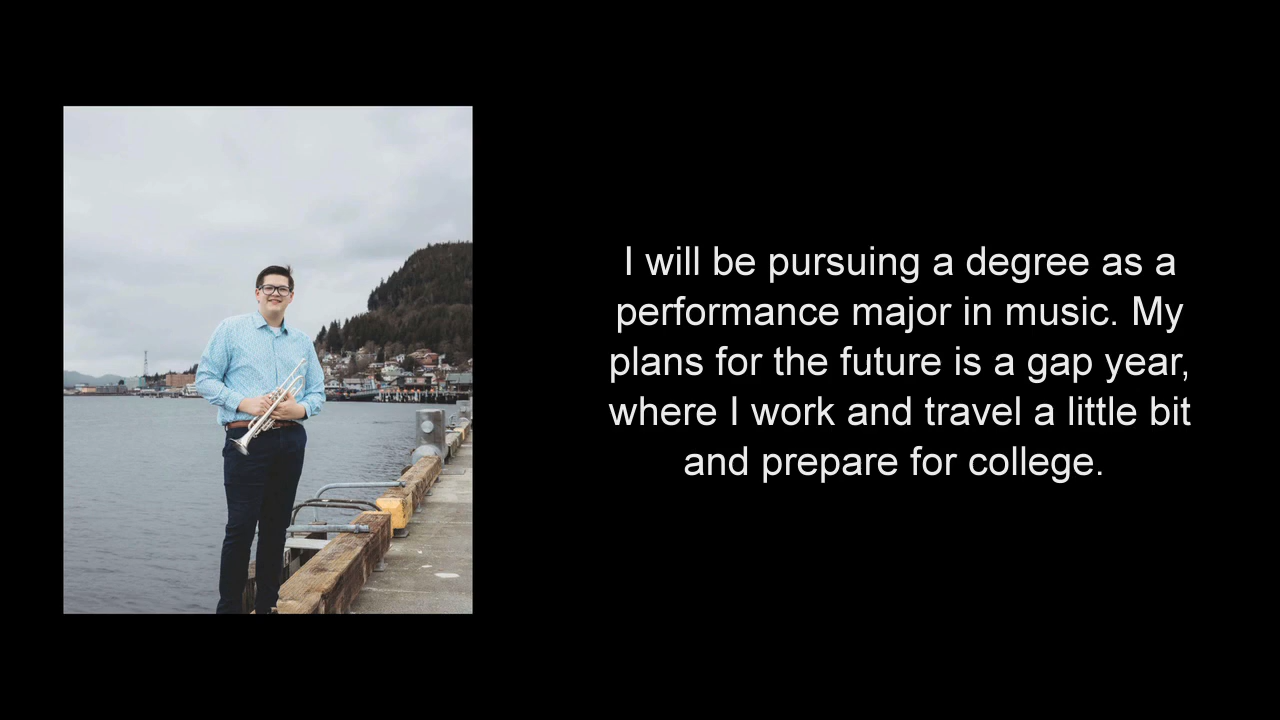 I will be pursuing a degree as a
performance major in music. My
plans for the future is a gap year,
where I work and travel a little bit
and prepare for college.